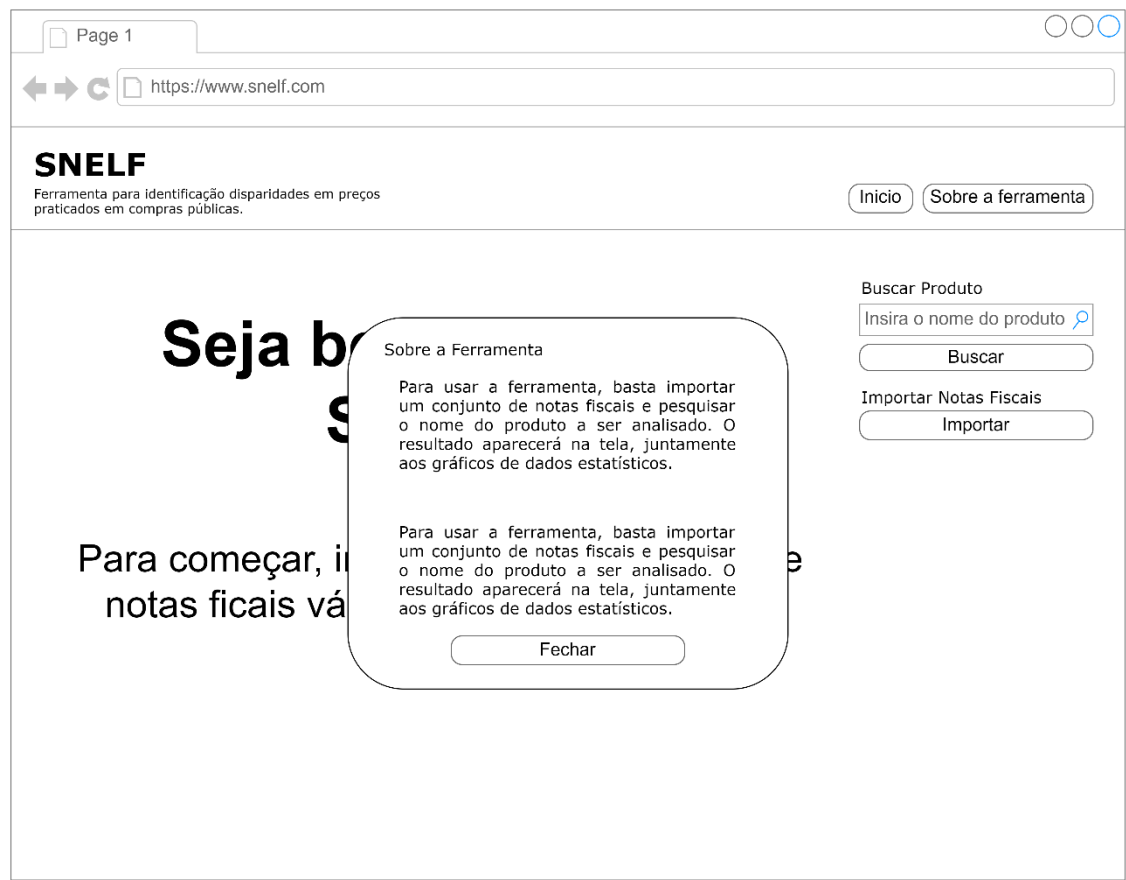 Page 1
https://www.snelf.com
SNELF
Ferramenta para identificação disparidades em preços
praticados em compras públicas.
Inicio
Sobre a ferramenta
Buscar Produto
Insira o nome do produto
Buscar
Importar Notas Fiscais
Importar
Seja
Sobre a Ferramenta
Para usar a ferramenta, basta importar
um conjunto de notas fiscais e pesquisar
o nome do produto a ser analisado. O
resultado aparecerá na tela, juntamente
aos gráficos de dados estatísticos.
Para usar a ferramenta, basta importar
um conjunto de notas fiscais e pesquisar
o nome do produto a ser analisado. O
resultado aparecerá na tela, juntamente
aos gráficos de dados estatísticos.
Fechar
Para começar,
notas ficais